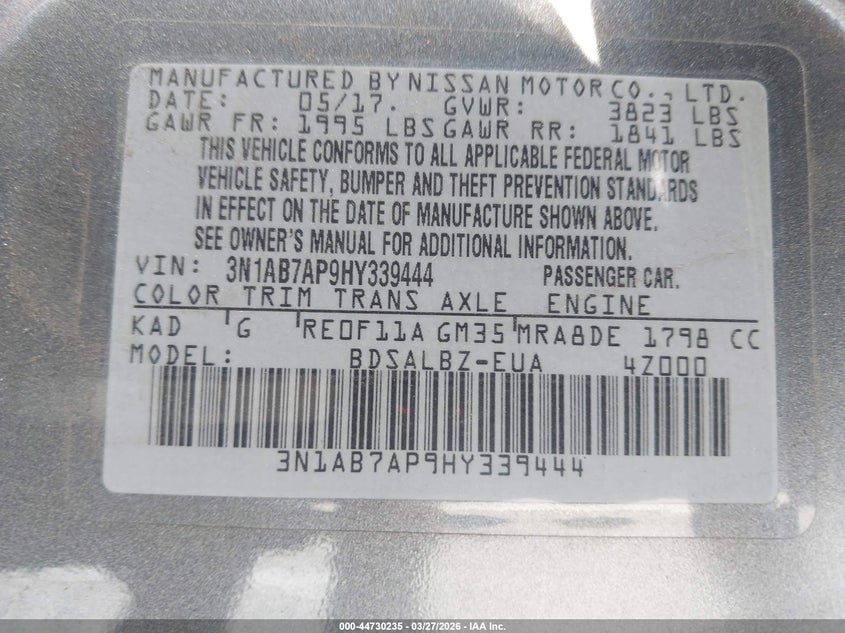 MANUFACTURED BY NISSAN MOTOR CO., LTD.
DATE: 05/17. GVWR: 3823 LBS
GAWR FR: 1995 LBS GAWR RR: 1841 LBS
THIS VEHICLE CONFORMS TO ALL APPLICABLE FEDERAL MOTOR
VEHICLE SAFETY, BUMPER AND THEFT PREVENTION STANDARDS
IN EFFECT ON THE DATE OF MANUFACTURE SHOWN ABOVE.
SEE OWNER'S MANUAL FOR ADDITIONAL INFORMATION.
VIN: 3N1AB7AP9HY339444 PASSENGER CAR.
COLOR TRIM TRANS AXLE ENGINE
KAD G RE0F11A GM35 MRA8DE 1798 CC
MODEL: BDSALBZ-EUA 4Z000
3N1AB7AP9HY339444
000-44730235 - 03/27/2026 - IAA Inc.